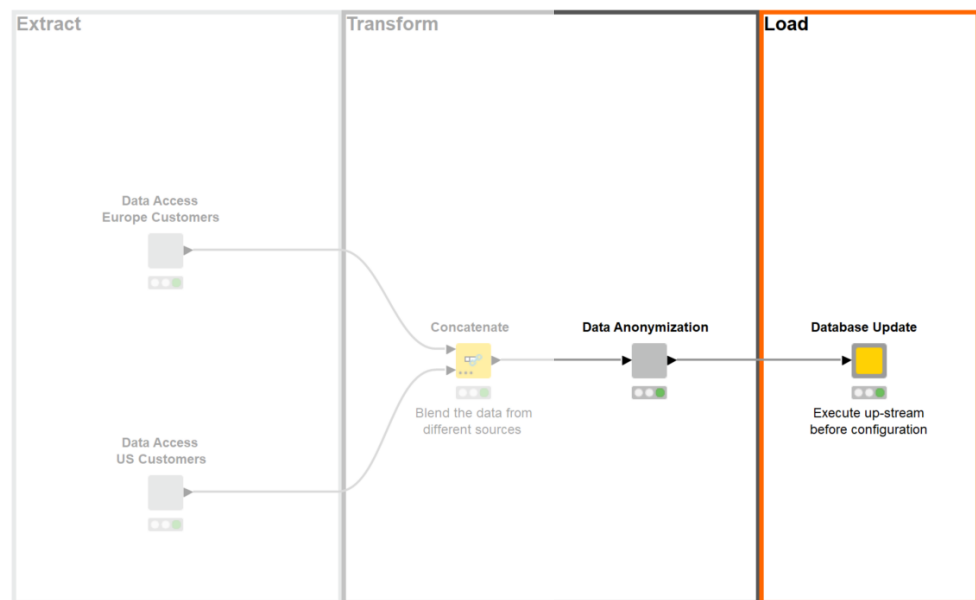 Extract
Transform
Load
Data Access
Europe Customers
Concatenate
Data Anonymization
Database Update
Blend the data from
different sources
Execute up-stream
before configuration
Data Access
US Customers